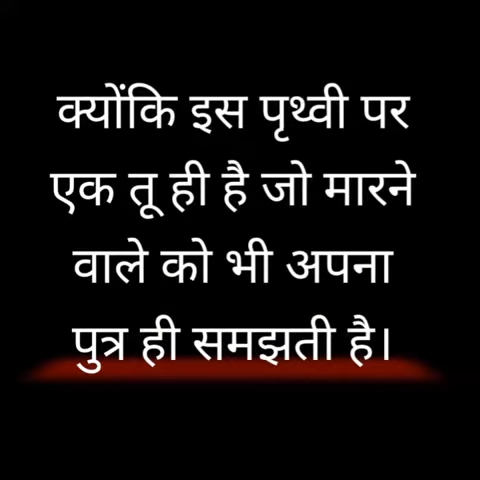 क्योंकि इस पृथ्वी पर
एक तू ही है जो मारने
वाले को भी अपना
पुत्र ही समझती है।